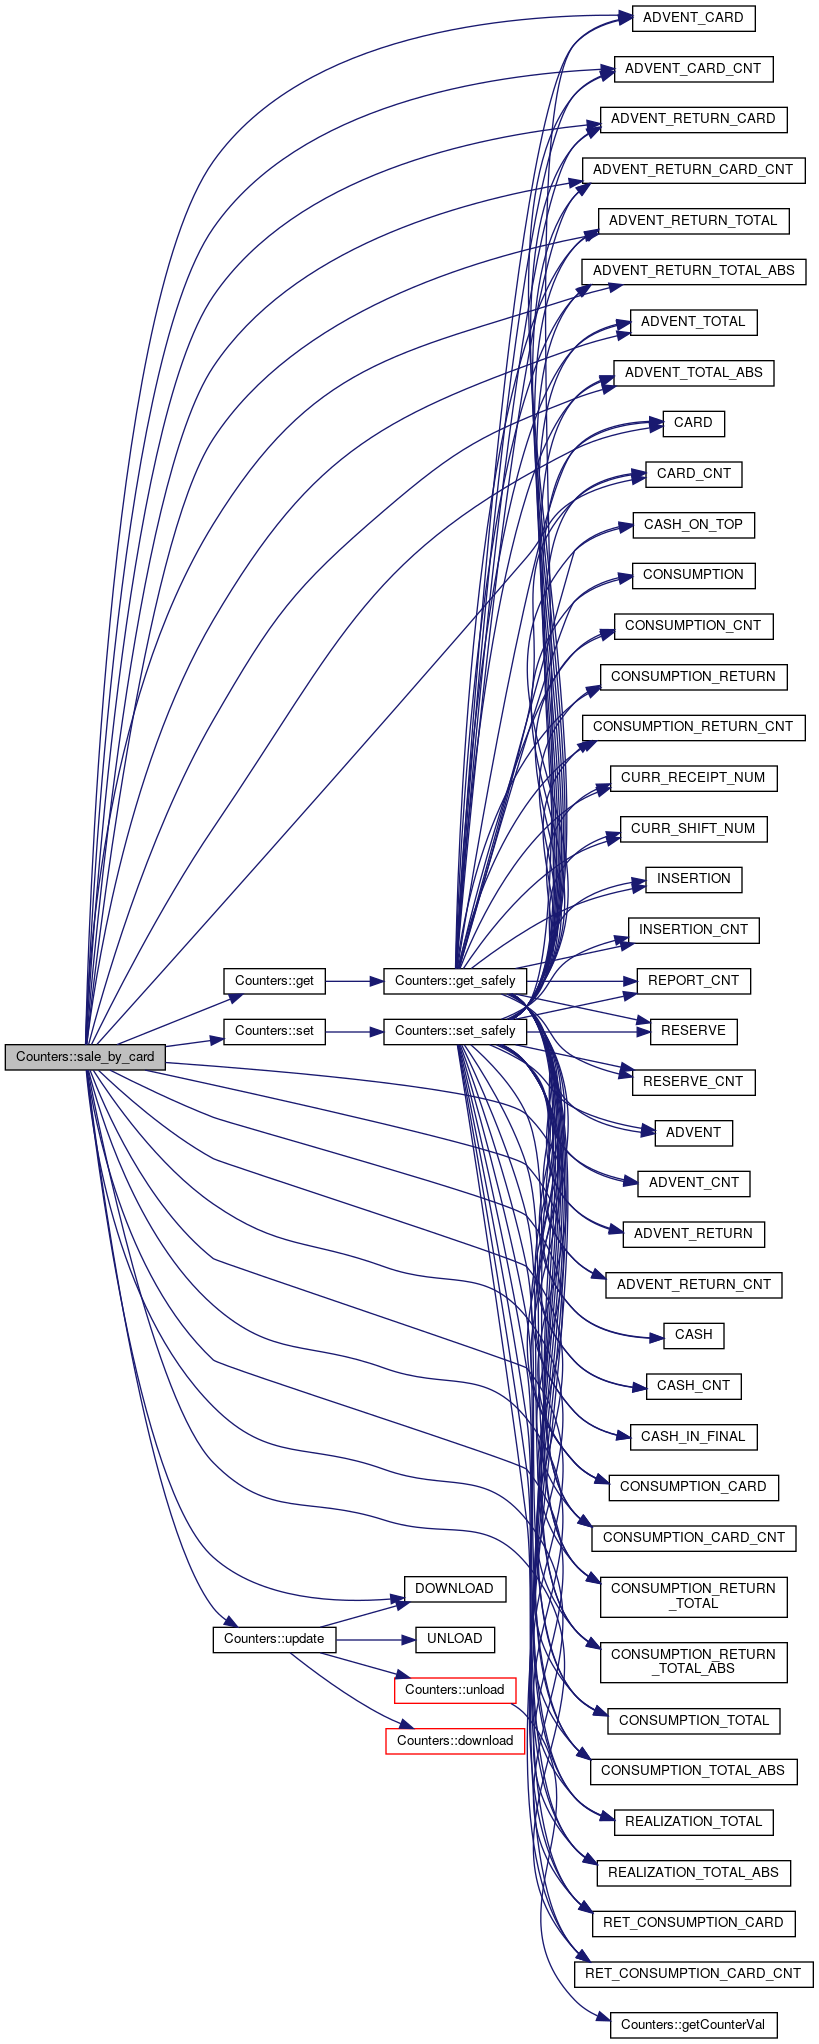 ADVENT_CARD
ADVENT_CARD_CNT
ADVENT_RETURN_CARD
ADVENT_RETURN_CARD_CNT
ADVENT_RETURN_TOTAL
ADVENT_RETURN_TOTAL_ABS
ADVENT_TOTAL
ADVENT_TOTAL_ABS
CARD
CARD_CNT
CASH_ON_TOP
CONSUMPTION
CONSUMPTION_CNT
CONSUMPTION_RETURN
CONSUMPTION_RETURN_CNT
CURR_RECEIPT_NUM
CURR_SHIFT_NUM
INSERTION
INSERTION_CNT
Counters::get
Counters::get_safely
REPORT_CNT
Counters::set
Counters::set_safely
RESERVE
Counters::sale_by_card
RESERVE_CNT
ADVENT
ADVENT_CNT
ADVENT_RETURN
ADVENT_RETURN_CNT
CASH
CASH_CNT
CASH_IN_FINAL
CONSUMPTION_CARD
CONSUMPTION_CARD_CNT
DOWNLOAD
CONSUMPTION_RETURN
_TOTAL
Counters::update
UNLOAD
CONSUMPTION_RETURN
_TOTAL_ABS
Counters::unload
CONSUMPTION_TOTAL
Counters::download
CONSUMPTION_TOTAL_ABS
REALIZATION_TOTAL
REALIZATION_TOTAL_ABS
RET_CONSUMPTION_CARD
RET_CONSUMPTION_CARD_CNT
Counters::getCounterVal